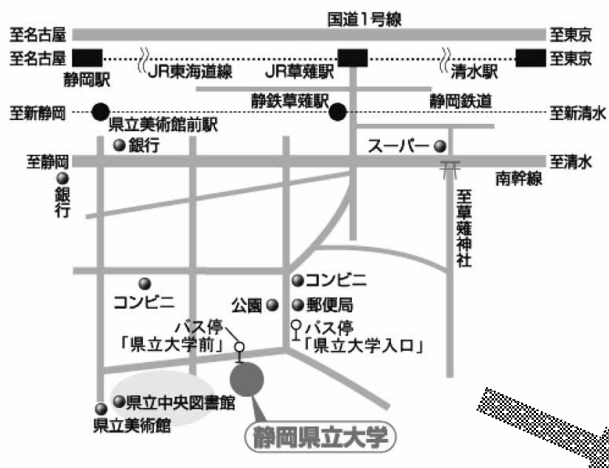 国道1号線
至名古屋
至東京
至名古屋
静岡駅
JR東海道線
JR草薙駅
清水駅
至東京
静鉄草薙駅
静岡鉄道
至新静岡
県立美術館前駅
至新清水
銀行
スーパー
至静岡
至清水
南幹線
銀行
至草薙神社
コンビニ
コンビニ
公園
郵便局
バス停
「県立大学前」
バス停
「県立大学入口」
県立中央図書館
県立美術館
静岡県立大学